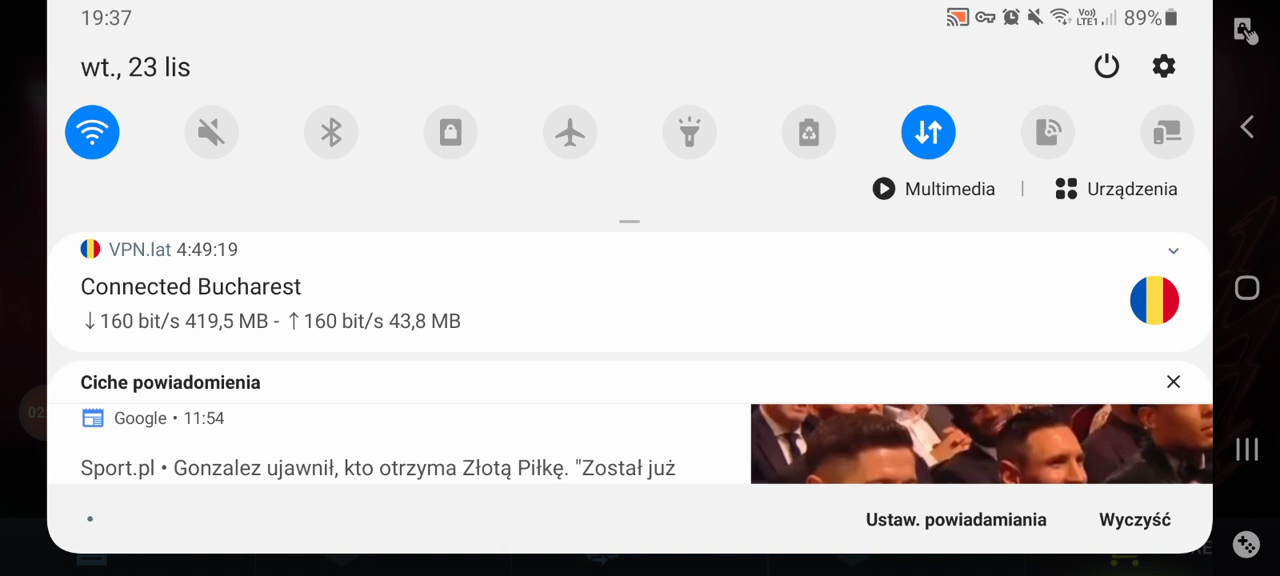 19:37
Vo)) LTE1 89%
wt., 23 lis
Multimedia | Urządzenia
VPN.lat 4:49:19
Connected Bucharest
↓160 bit/s 419,5 MB - ↑160 bit/s 43,8 MB
Ciche powiadomienia
Google • 11:54
Sport.pl • Gonzalez ujawnił, kto otrzyma Złotą Piłkę. "Został już
Ustaw. powiadamiania Wyczyść